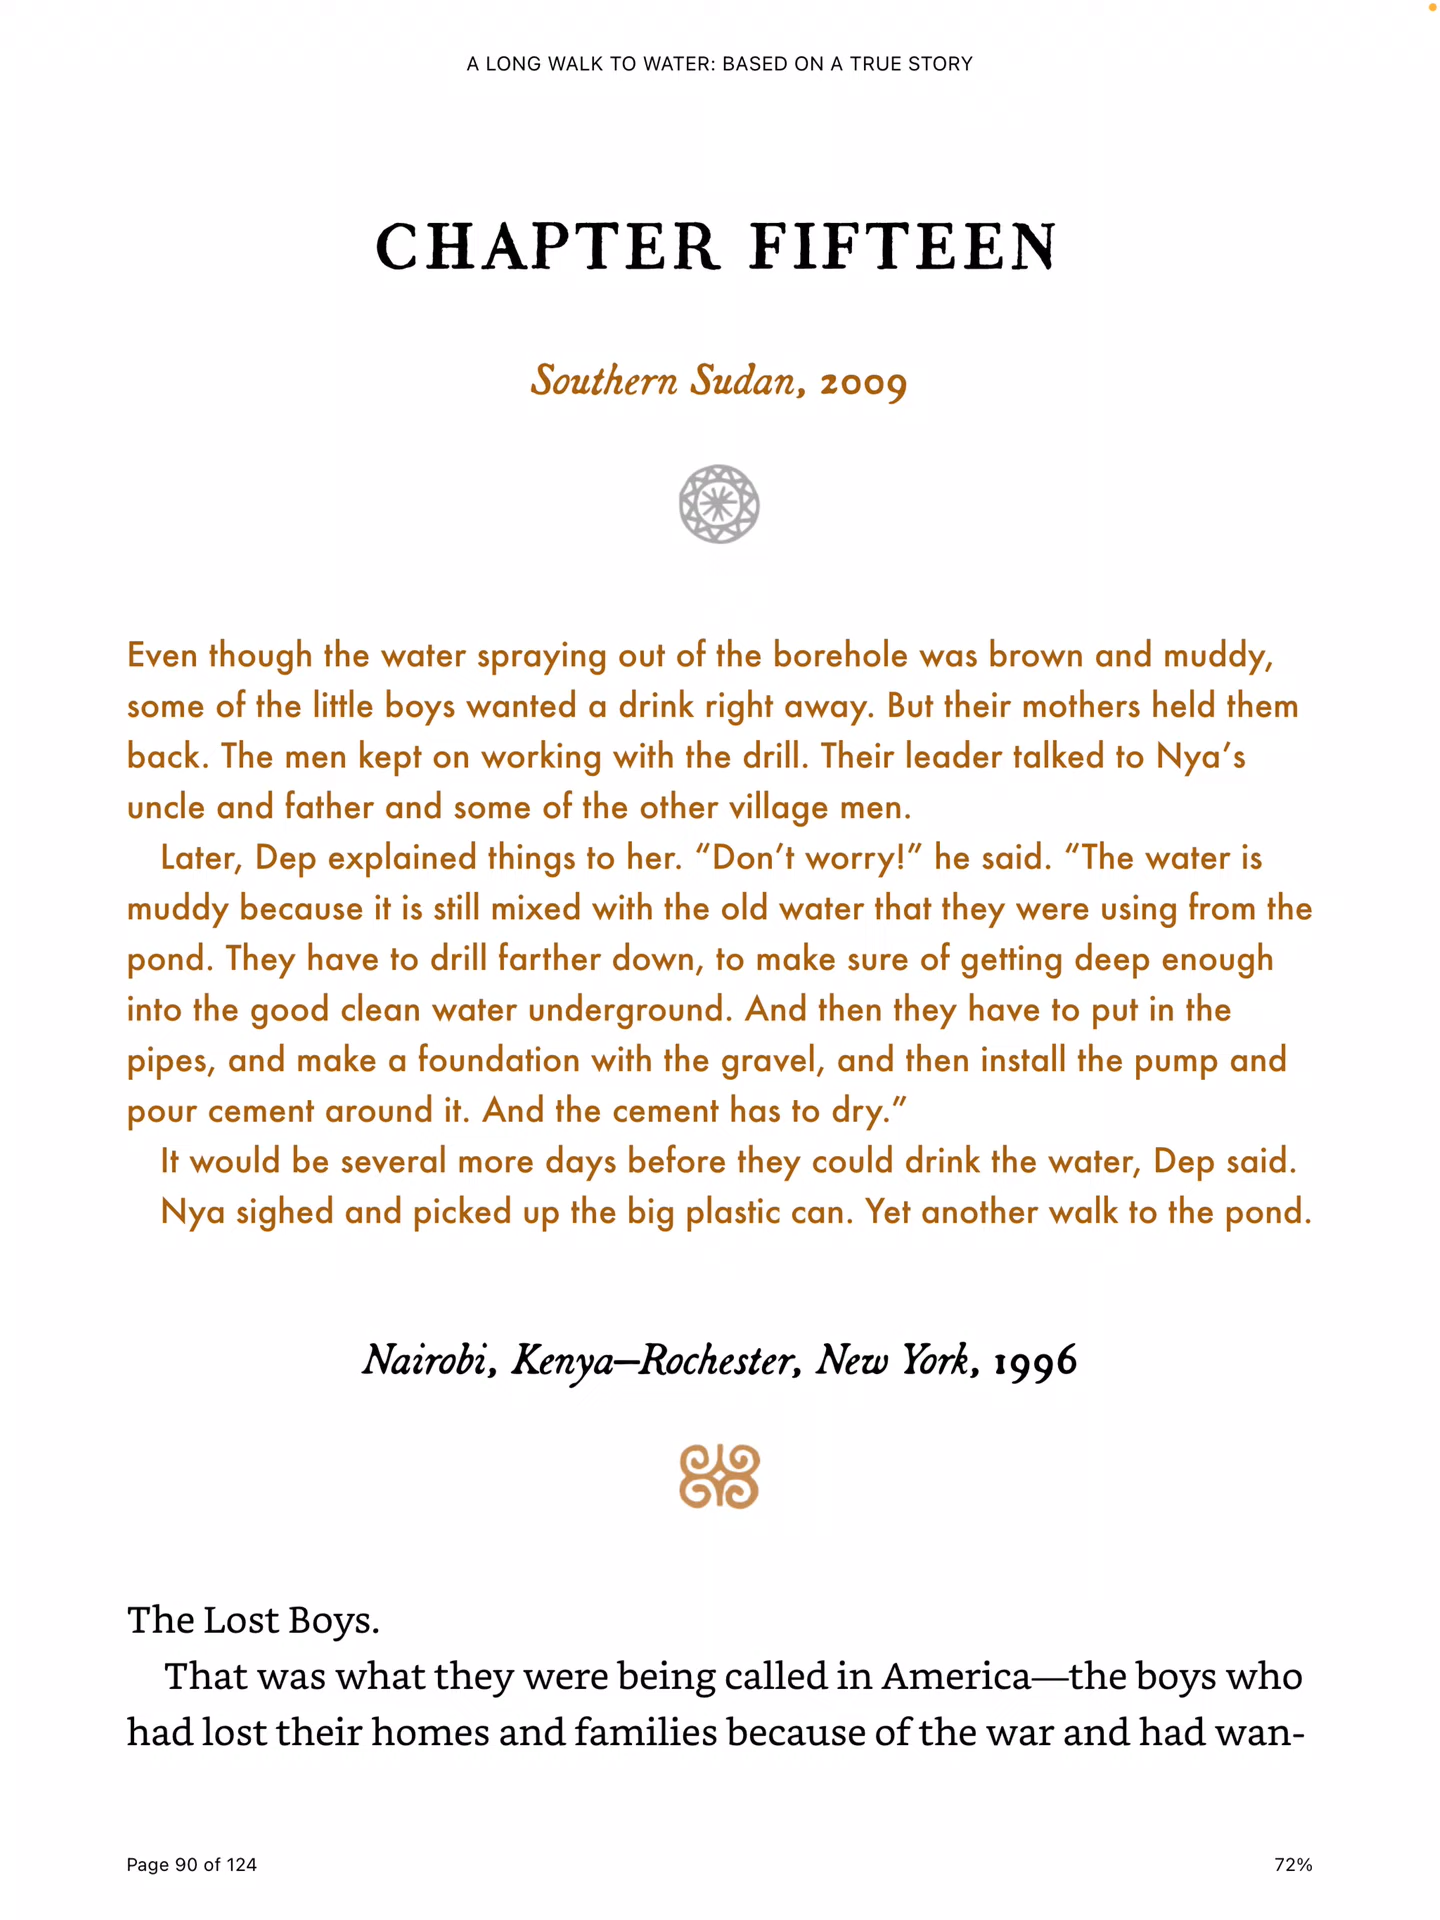 A LONG WALK TO WATER: BASED ON A TRUE STORY
CHAPTER FIFTEEN
Southern Sudan, 2009
Even though the water spraying out of the borehole was brown and muddy,
some of the little boys wanted a drink right away. But their mothers held them
back. The men kept on working with the drill. Their leader talked to Nya’s
uncle and father and some of the other village men.
Later, Dep explained things to her. “Don’t worry!” he said. “The water is
muddy because it is still mixed with the old water that they were using from the
pond. They have to drill farther down, to make sure of getting deep enough
into the good clean water underground. And then they have to put in the
pipes, and make a foundation with the gravel, and then install the pump and
pour cement around it. And the cement has to dry.”
It would be several more days before they could drink the water, Dep said.
Nya sighed and picked up the big plastic can. Yet another walk to the pond.
Nairobi, Kenya—Rochester, New York, 1996
The Lost Boys.
That was what they were being called in America—the boys who
had lost their homes and families because of the war and had wan-
Page 90 of 124
72%